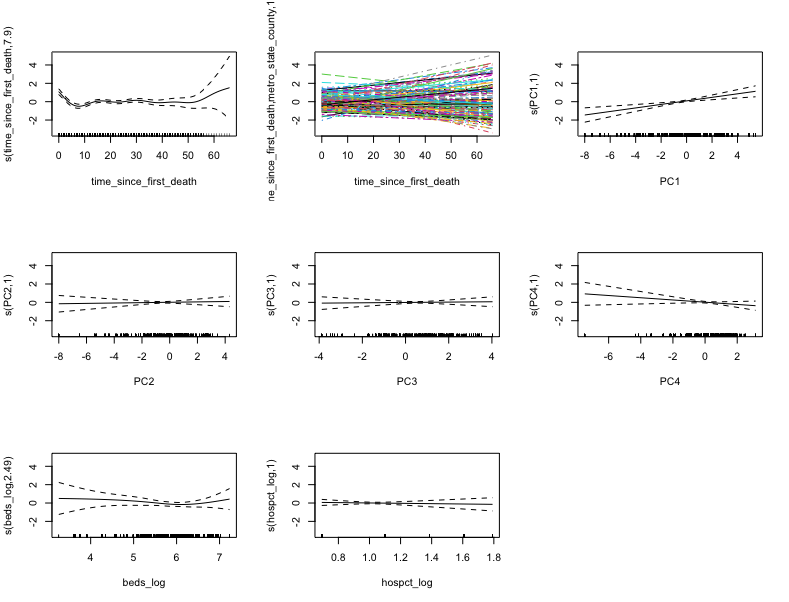 s(time_since_first_death,7.9)
4
2
0
-2
0 10 20 30 40 50 60
time_since_first_death
ne_since_first_death,metro_state_county,1
4
2
0
-2
0 10 20 30 40 50 60
time_since_first_death
s(PC1,1)
4
2
0
-2
-8 -6 -4 -2 0 2 4
PC1
s(PC2,1)
4
2
0
-2
-8 -6 -4 -2 0 2 4
PC2
s(PC3,1)
4
2
0
-2
-4 -2 0 2 4
PC3
s(PC4,1)
4
2
0
-2
-6 -4 -2 0 2
PC4
s(beds_log,2.49)
4
2
0
-2
4 5 6 7
beds_log
s(hospct_log,1)
4
2
0
-2
0.8 1.0 1.2 1.4 1.6 1.8
hospct_log